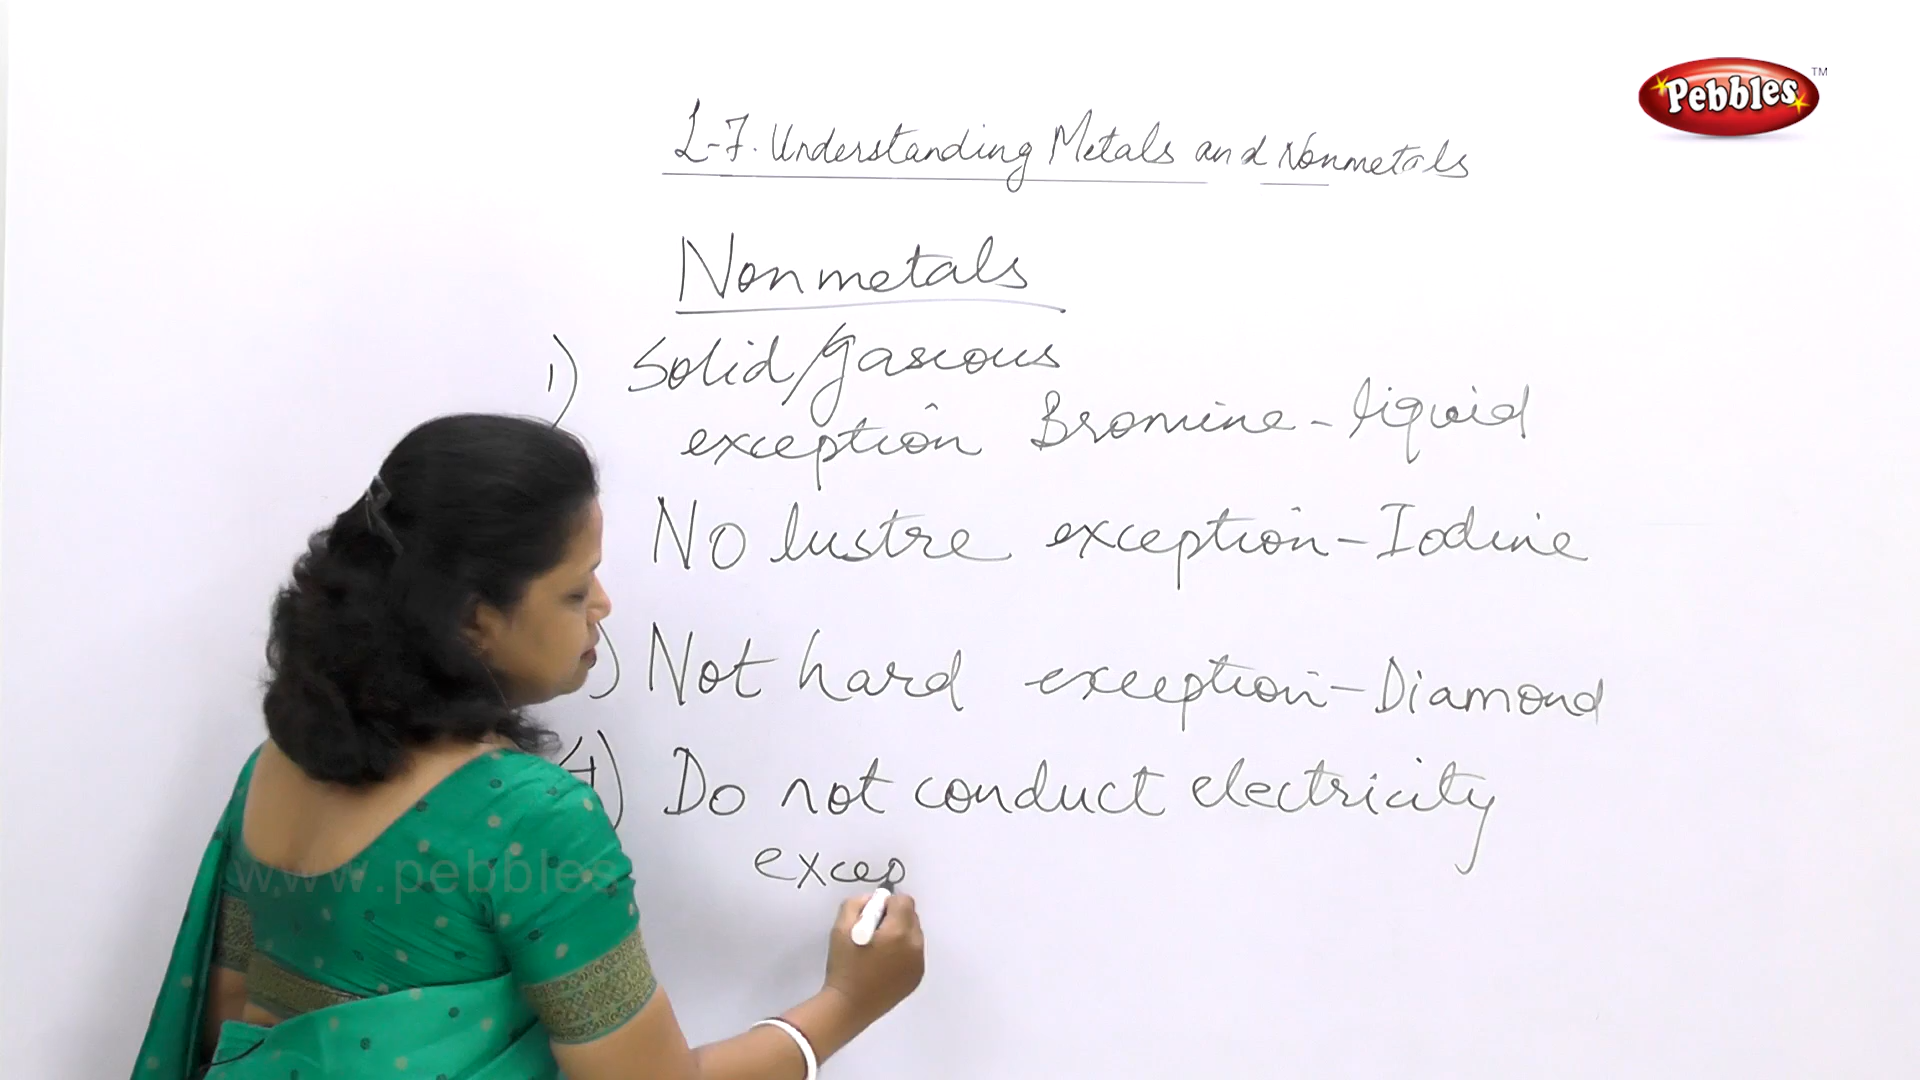 Pebbles TM
L-7. Understanding Metals and Nonmetals
Nonmetals
1) Solid/gaseous
exception Bromine - liquid
No lustre exception - Iodine
) Not hard exception - Diamond
4) Do not conduct electricity
excep
www.pebbles